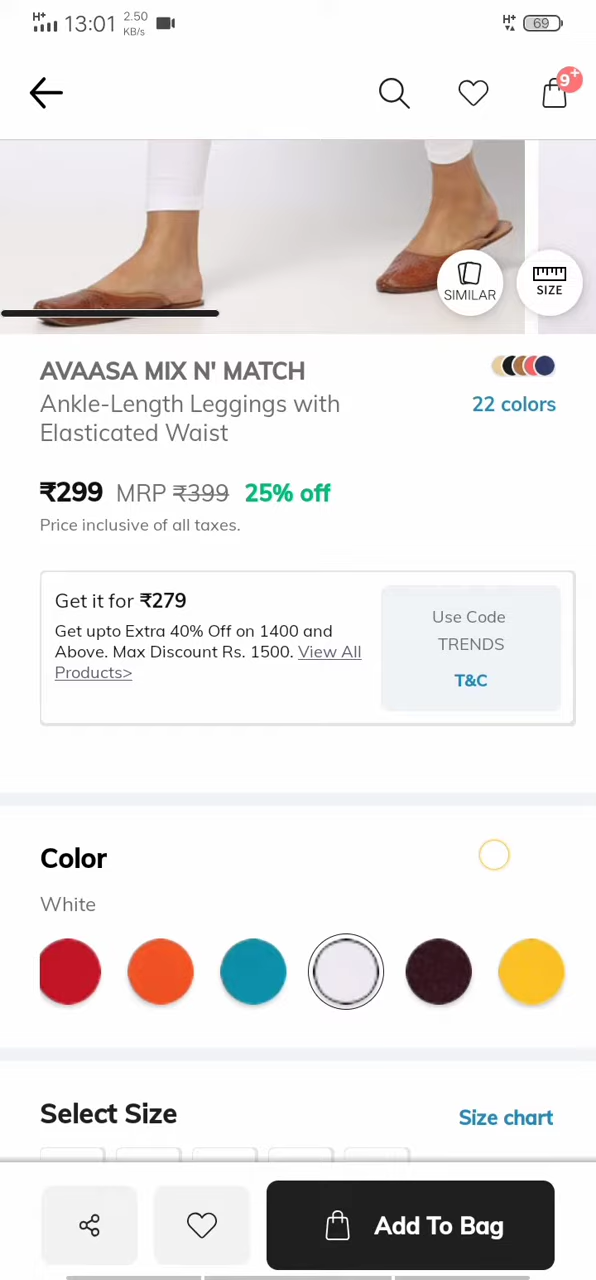 H+ 13:01 2.50 KB/s H+ 69
9+
SIMILAR
SIZE
AVAASA MIX N' MATCH
Ankle-Length Leggings with
Elasticated Waist
22 colors
₹299 MRP ₹399 25% off
Price inclusive of all taxes.
Get it for ₹279
Get upto Extra 40% Off on 1400 and
Above. Max Discount Rs. 1500. View All
Products>
Use Code
TRENDS
T&C
Color
White
Select Size
Size chart
Add To Bag